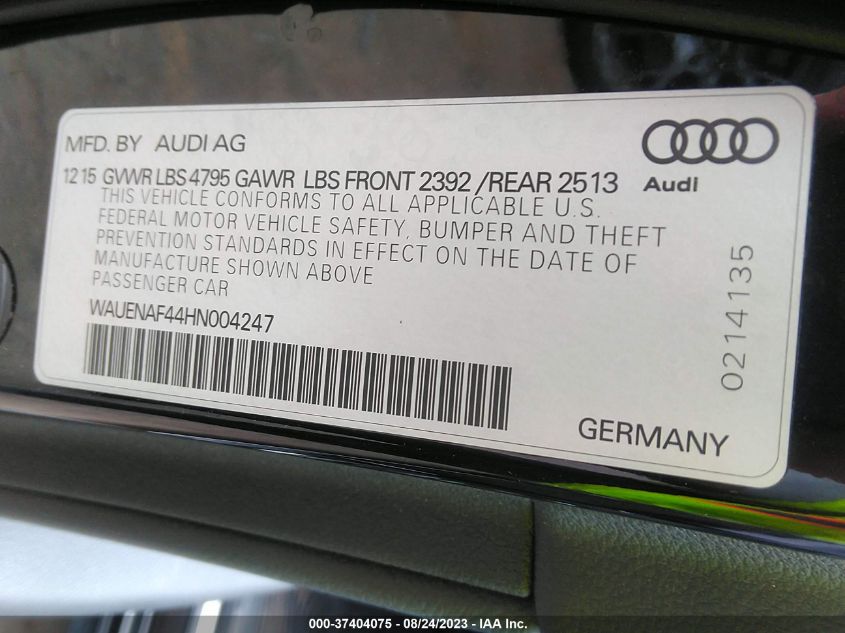 MFD. BY AUDI AG
12 15 GVWR LBS 4795 GAWR LBS FRONT 2392 /REAR 2513
Audi
THIS VEHICLE CONFORMS TO ALL APPLICABLE U.S.
FEDERAL MOTOR VEHICLE SAFETY, BUMPER AND THEFT
PREVENTION STANDARDS IN EFFECT ON THE DATE OF
MANUFACTURE SHOWN ABOVE
PASSENGER CAR
WAUENAF44HN004247
0214135
GERMANY
000-37404075 - 08/24/2023 - IAA Inc.